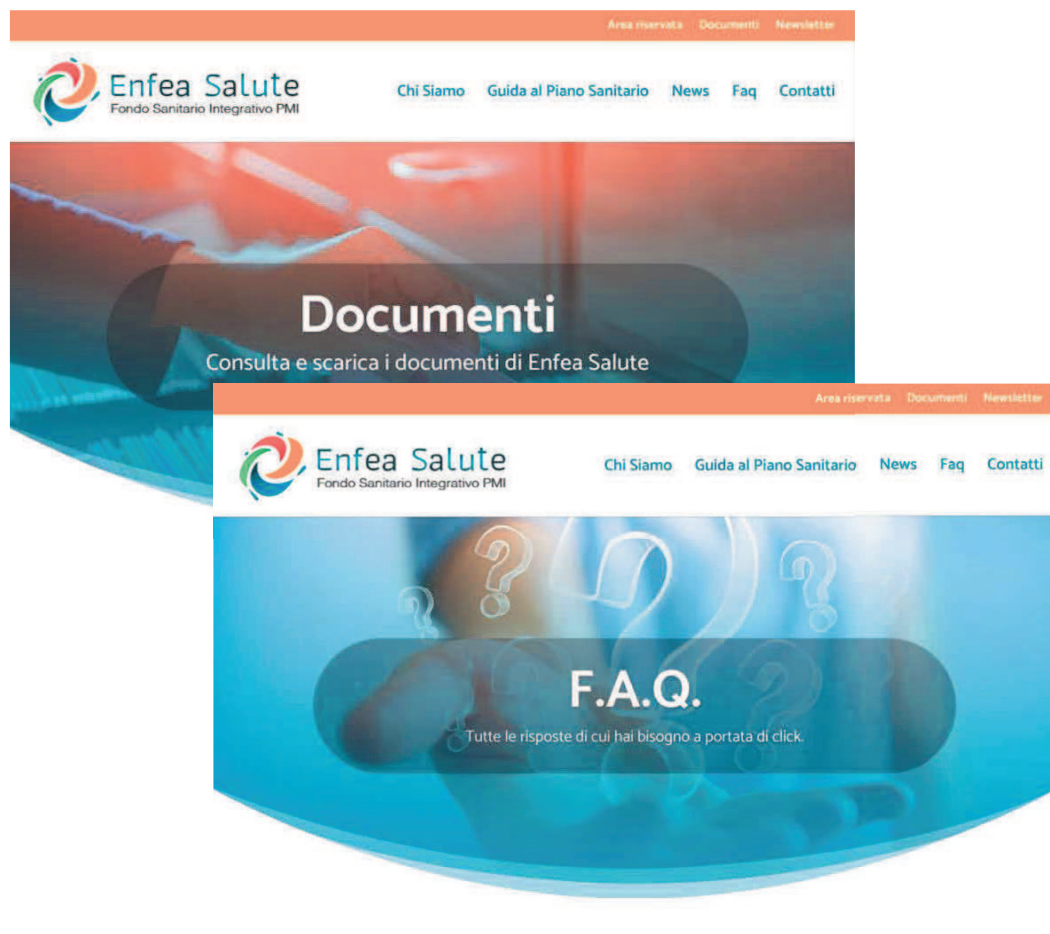 Area riservata Documenti Newsletter
Enfea Salute
Fondo Sanitario Integrativo PMI
Chi Siamo Guida al Piano Sanitario News Faq Contatti
Documenti
Consulta e scarica i documenti di Enfea Salute
Area riservata Documenti Newsletter
Enfea Salute
Fondo Sanitario Integrativo PMI
Chi Siamo Guida al Piano Sanitario News Faq Contatti
F.A.Q.
Tutte le risposte di cui hai bisogno a portata di click.